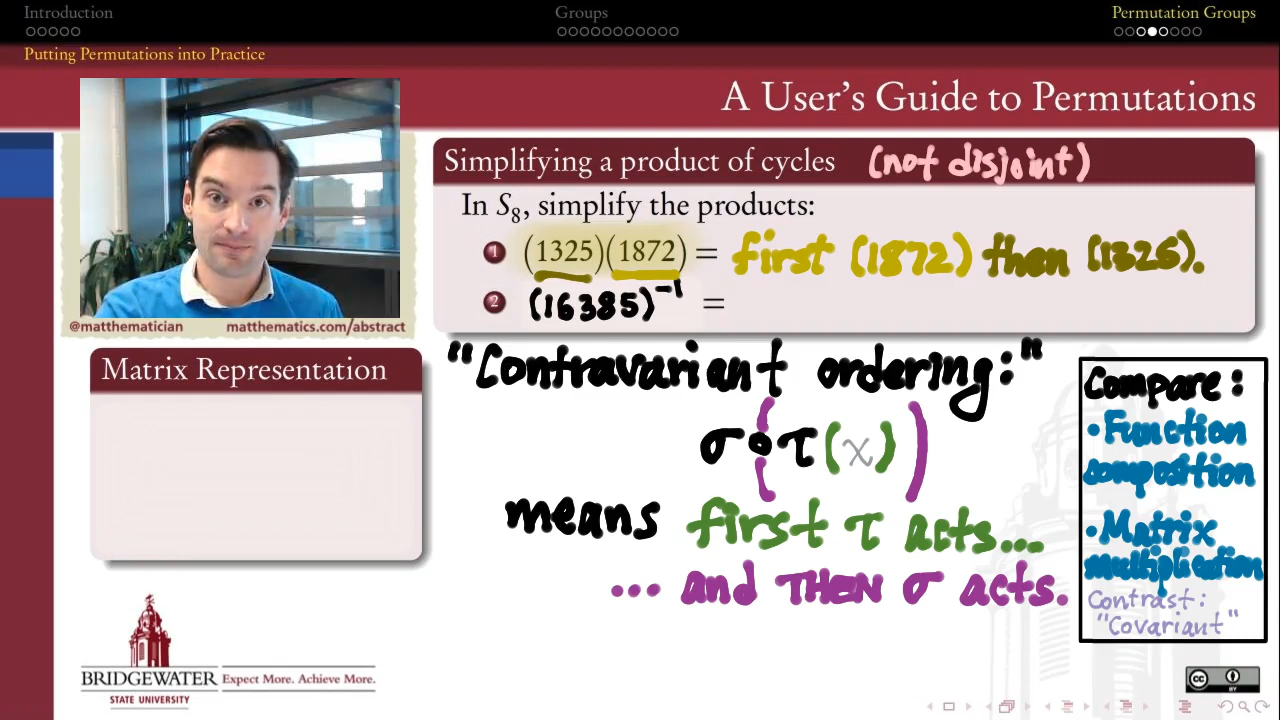 Introduction
Groups
Permutation Groups
Putting Permutations into Practice
A User's Guide to Permutations
@matthematician
matthematics.com/abstract
Simplifying a product of cycles (not disjoint)
In S₈, simplify the products:
1 (1325)(1872) = first (1872) then (1325).
2 (16385)⁻¹ =
Matrix Representation
"Contravariant ordering:"
σ∘τ(x)
means first τ acts...
... and THEN σ acts.
Compare:
•Function
composition
•Matrix
multiplication
Contrast:
"Covariant"
BRIDGEWATER
STATE UNIVERSITY
Expect More. Achieve More.
CC BY